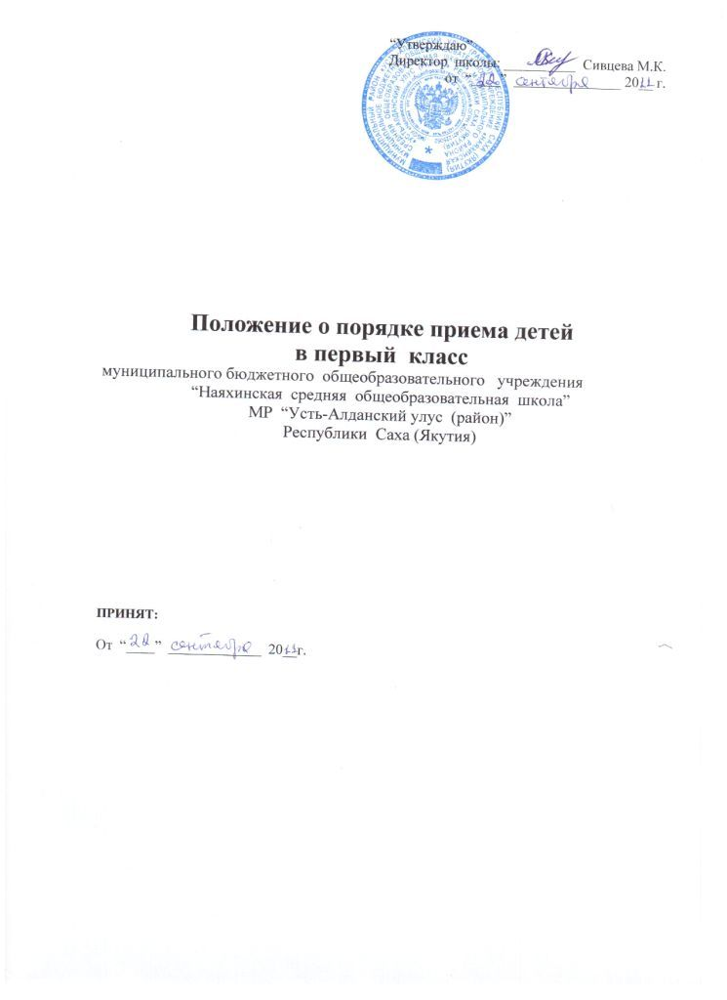 “Утверждаю”
Директор школы: Сивцева М.К.
от “22” сентября 2011 г.
Положение о порядке приема детей
в первый класс
муниципального бюджетного общеобразовательного учреждения
“Наяхинская средняя общеобразовательная школа”
МР “Усть-Алданский улус (район)”
Республики Саха (Якутия)
ПРИНЯТ:
От “22” сентября 2011г.